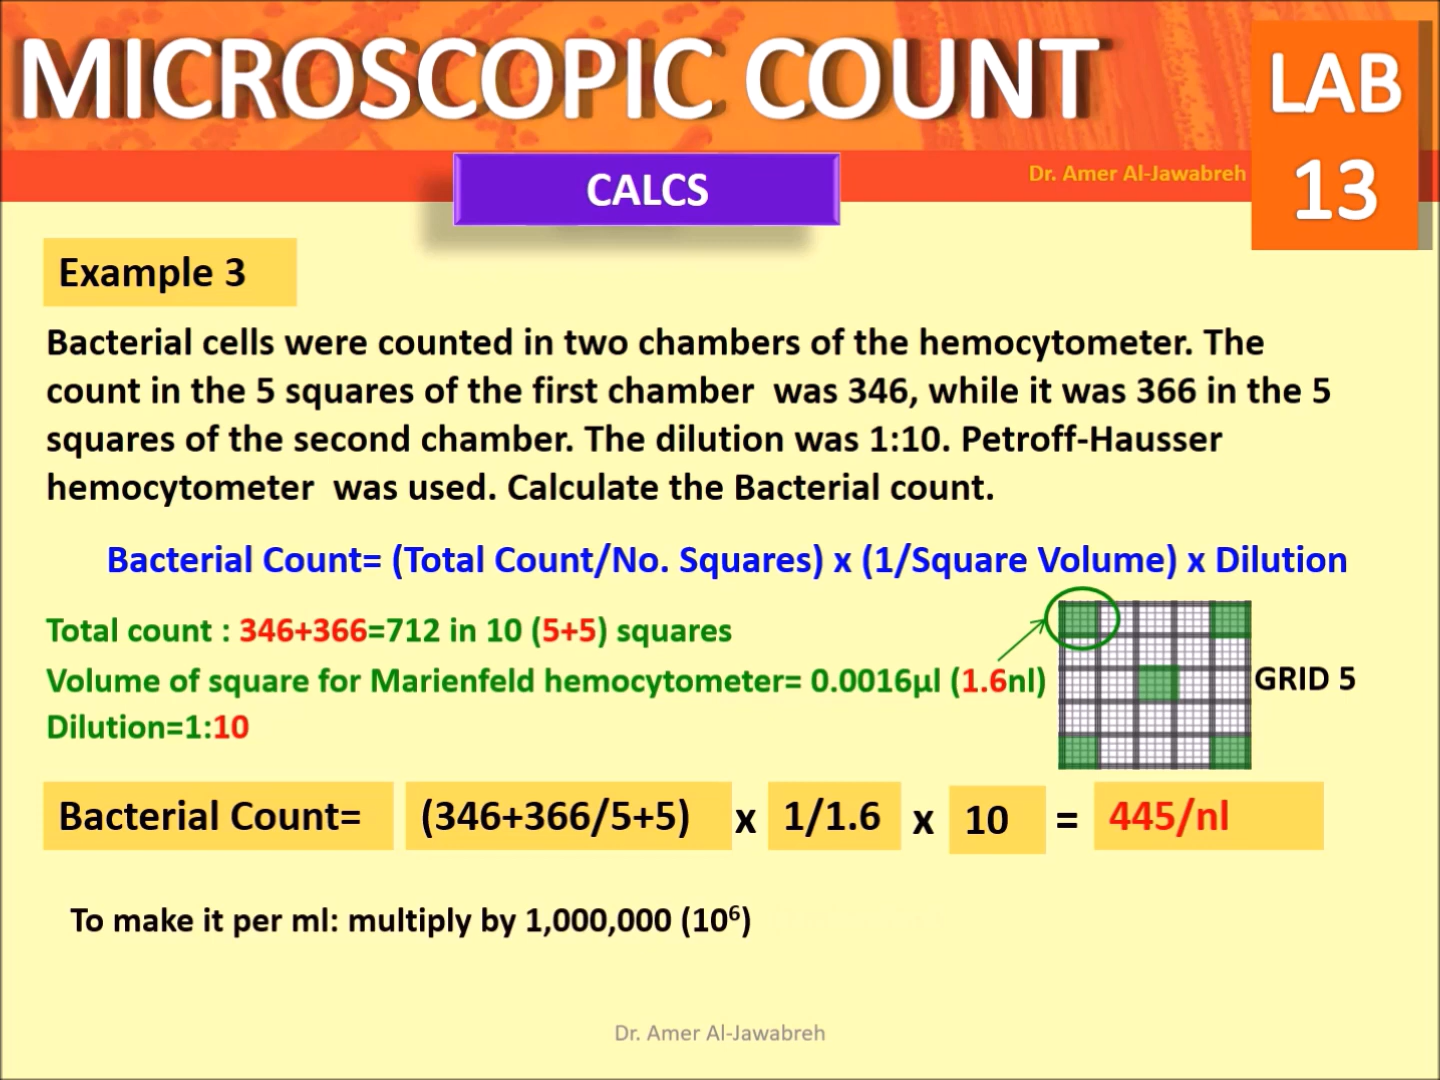 MICROSCOPIC COUNT
LAB
13
Dr. Amer Al-Jawabreh
CALCS
Example 3
Bacterial cells were counted in two chambers of the hemocytometer. The
count in the 5 squares of the first chamber was 346, while it was 366 in the 5
squares of the second chamber. The dilution was 1:10. Petroff-Hausser
hemocytometer was used. Calculate the Bacterial count.
Bacterial Count= (Total Count/No. Squares) x (1/Square Volume) x Dilution
Total count : 346+366=712 in 10 (5+5) squares
Volume of square for Marienfeld hemocytometer= 0.0016µl (1.6nl)
GRID 5
Dilution=1:10
Bacterial Count= (346+366/5+5) x 1/1.6 x 10 = 445/nl
To make it per ml: multiply by 1,000,000 (10⁶)
Dr. Amer Al-Jawabreh